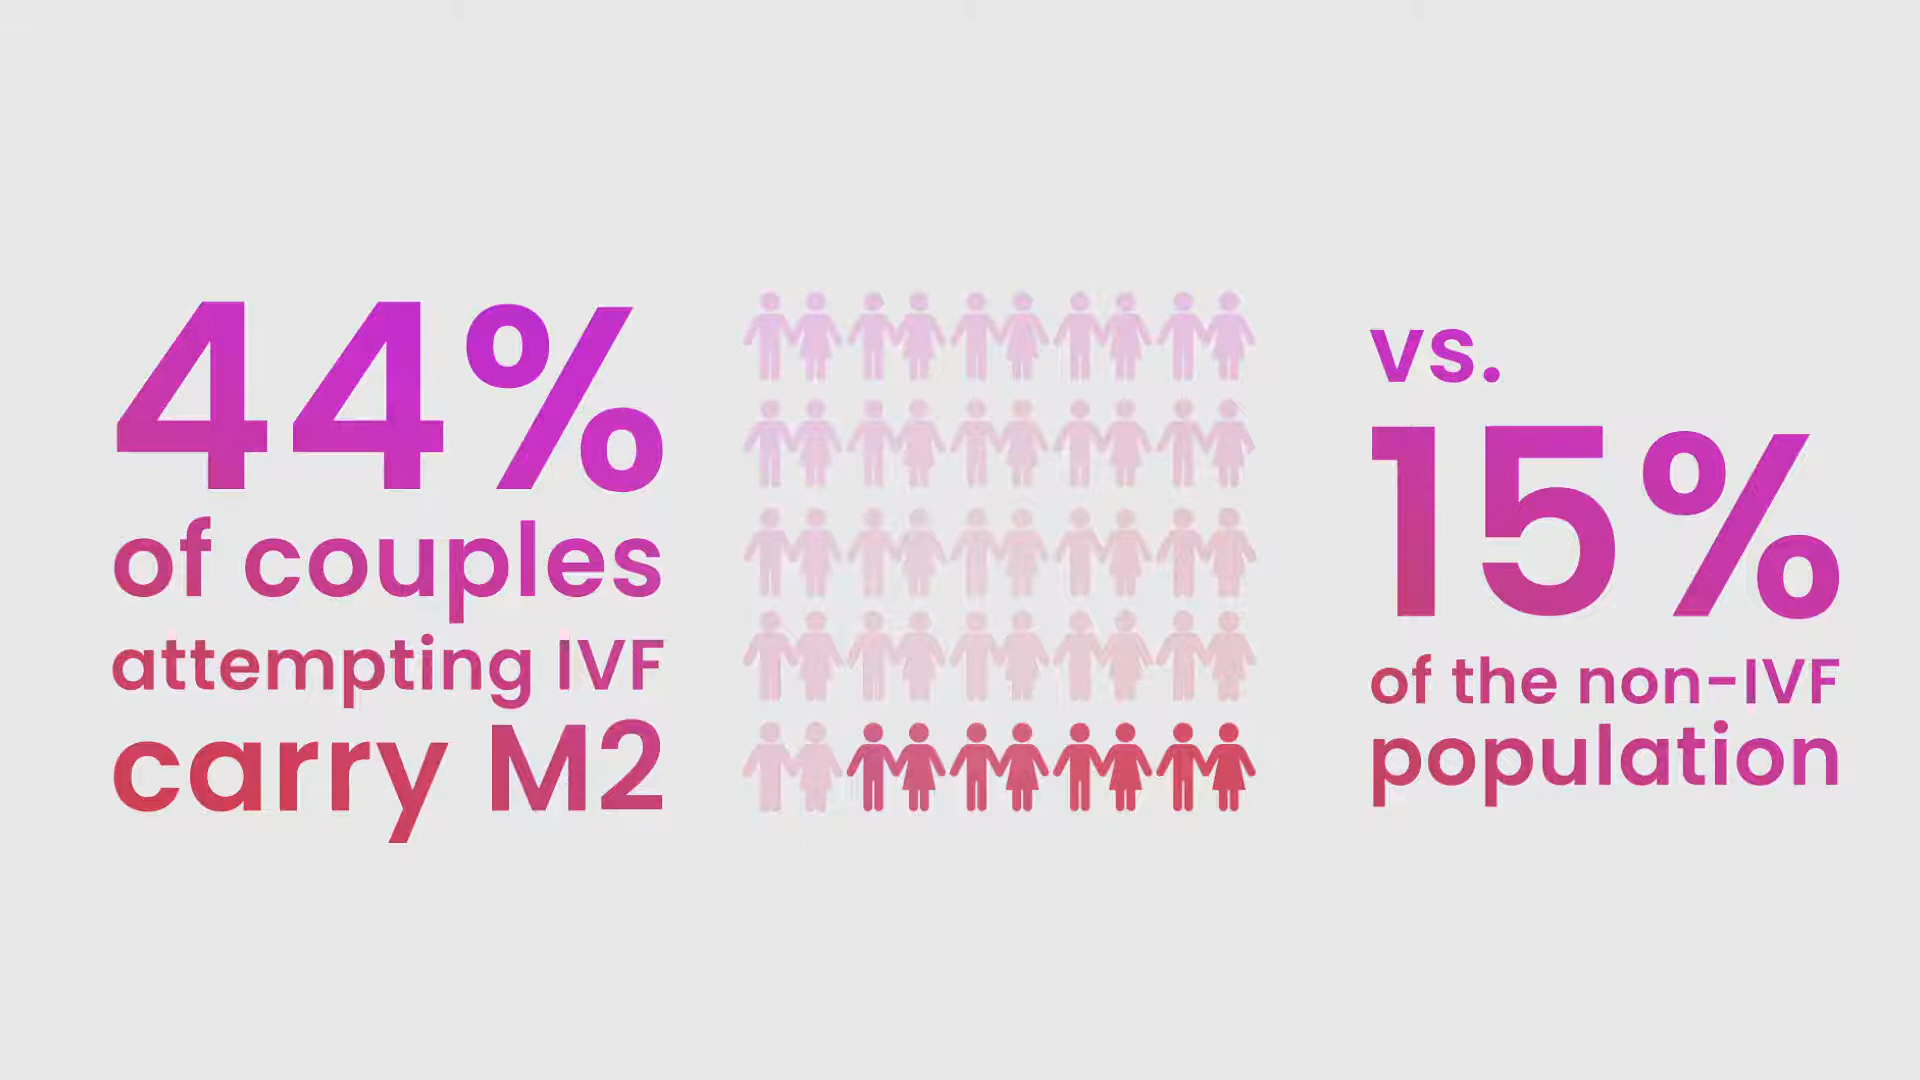 44%
of couples
attempting IVF
carry M2
vs.
15%
of the non-IVF
population